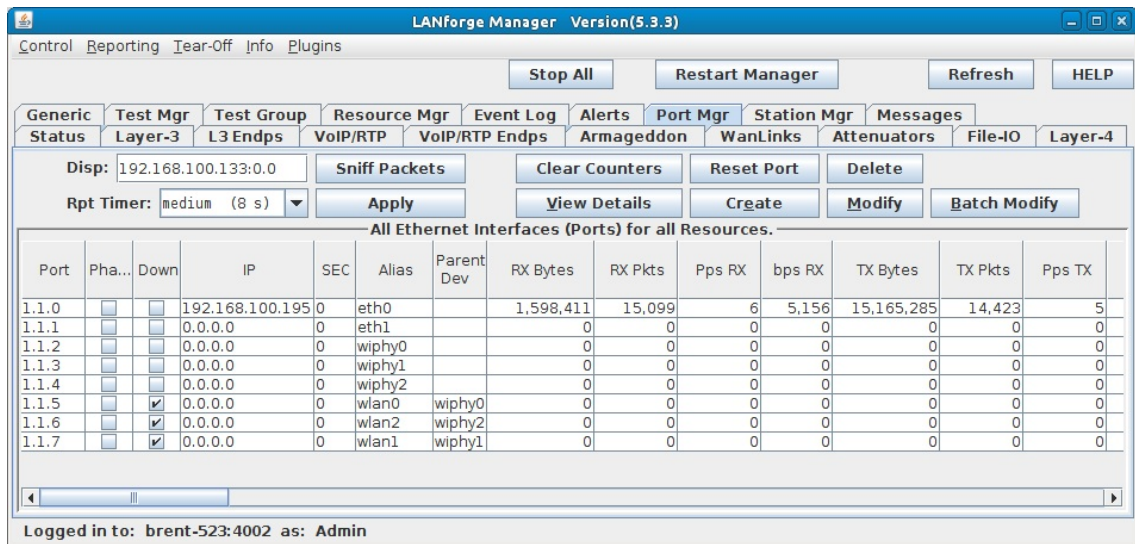 LANforge Manager Version(5.3.3)
Control Reporting Tear-Off Info Plugins
Stop All Restart Manager Refresh HELP
Generic Test Mgr Test Group Resource Mgr Event Log Alerts Port Mgr Station Mgr Messages
Status Layer-3 L3 Endps VoIP/RTP VoIP/RTP Endps Armageddon WanLinks Attenuators File-IO Layer-4
Disp: 192.168.100.133:0.0 Sniff Packets Clear Counters Reset Port Delete
Rpt Timer: medium (8 s) Apply View Details Create Modify Batch Modify
All Ethernet Interfaces (Ports) for all Resources.
Port Pha... Down IP SEC Alias Parent Dev RX Bytes RX Pkts Pps RX bps RX TX Bytes TX Pkts Pps TX
1.1.0 192.168.100.195 0 eth0 1,598,411 15,099 6 5,156 15,165,285 14,423 5
1.1.1 0.0.0.0 0 eth1 0 0 0 0 0 0 0
1.1.2 0.0.0.0 0 wiphy0 0 0 0 0 0 0 0
1.1.3 0.0.0.0 0 wiphy1 0 0 0 0 0 0 0
1.1.4 0.0.0.0 0 wiphy2 0 0 0 0 0 0 0
1.1.5 0.0.0.0 0 wlan0 wiphy0 0 0 0 0 0 0 0
1.1.6 0.0.0.0 0 wlan2 wiphy2 0 0 0 0 0 0 0
1.1.7 0.0.0.0 0 wlan1 wiphy1 0 0 0 0 0 0 0
Logged in to: brent-523:4002 as: Admin